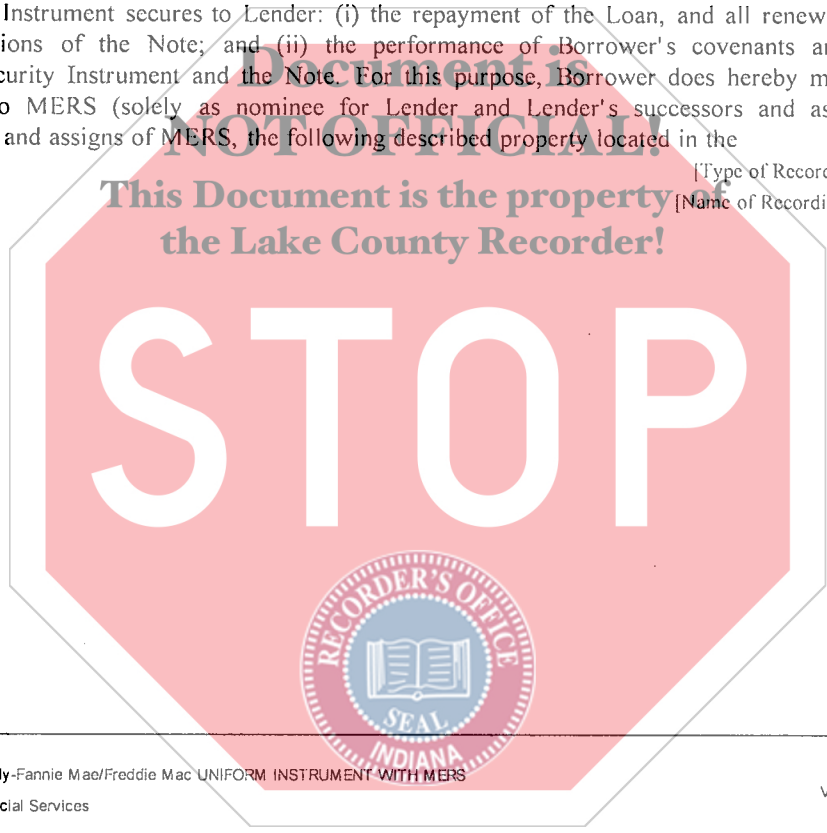 Instrument secures to Lender: (i) the repayment of the Loan, and all renew
ions of the Note; and (ii) the performance of Borrower's covenants a
curity Instrument and the Note. For this purpose, Borrower does hereby m
o MERS (solely as nominee for Lender and Lender's successors and as
and assigns of MERS, the following described property located in the
[Type of Record
[Name of Recordi
Document is
NOT OFFICIAL!
This Document is the property of
the Lake County Recorder!
STOP
RECORDER'S OFFICE
SEAL
INDIANA
ly-Fannie Mae/Freddie Mac UNIFORM INSTRUMENT WITH MERS
cial Services
V